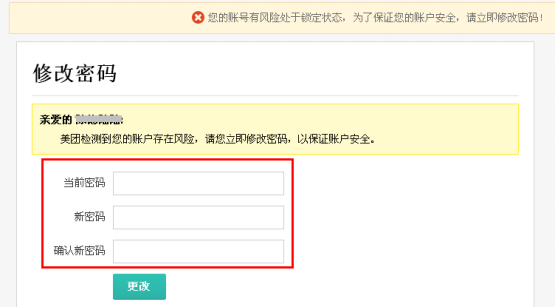 您的账号有风险处于锁定状态，为了保证您的账户安全，请立即修改密码！
修改密码
亲爱的
美团检测到您的账户存在风险，请您立即修改密码，以保证账户安全。
当前密码
新密码
确认新密码
更改